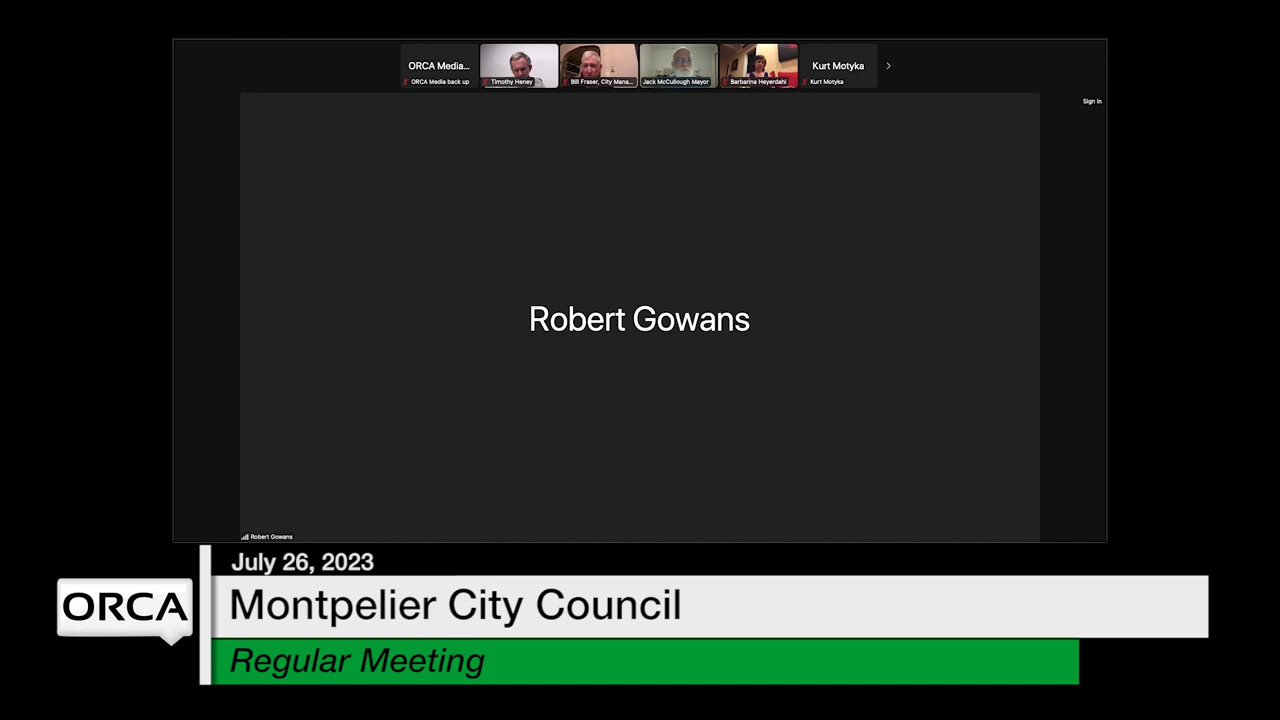 ORCA Media...
Kurt Motyka
ORCA Media back up
Timothy Heney
Bill Fraser, City Mana...
Jack McCullough Mayor
Barbarina Heyerdahl
Kurt Motyka
Sign In
Robert Gowans
Robert Gowans
July 26, 2023
ORCA
Montpelier City Council
Regular Meeting